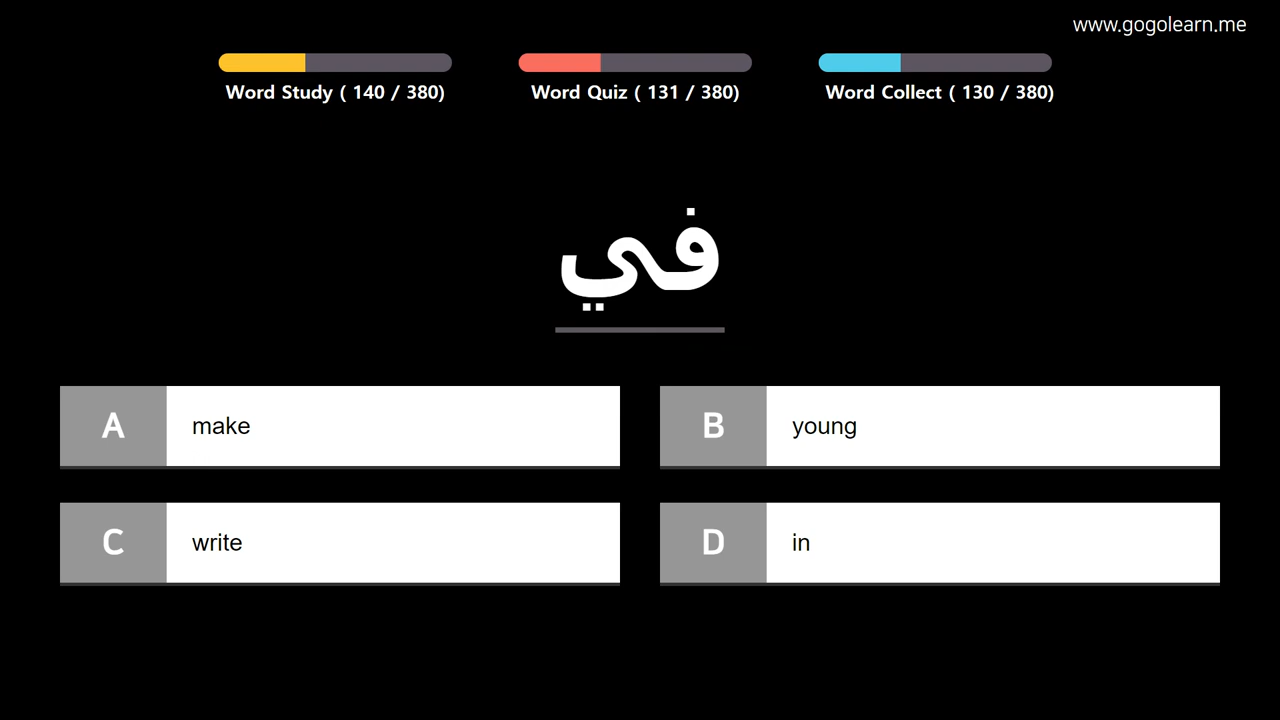 www.gogolearn.me
Word Study ( 140 / 380)
Word Quiz ( 131 / 380)
Word Collect ( 130 / 380)
في
A make
B young
C write
D in